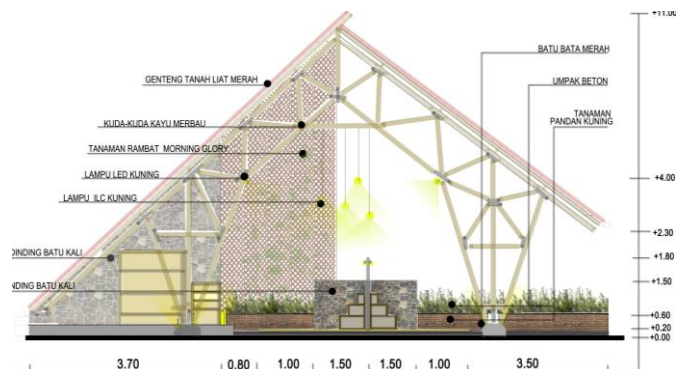 +11.00
BATU BATA MERAH
GENTENG TANAH LIAT MERAH
UMPAK BETON
TANAMAN
PANDAN KUNING
KUDA-KUDA KAYU MERBAU
TANAMAN RAMBAT MORNING GLORY
LAMPU LED KUNING
+4.00
LAMPU ILC KUNING
+2.30
DINDING BATU KALI
+1.80
+1.50
NDING BATU KALI
+0.60
+0.20
+0.00
3.70 0.80 1.00 1.50 1.50 1.00 3.50